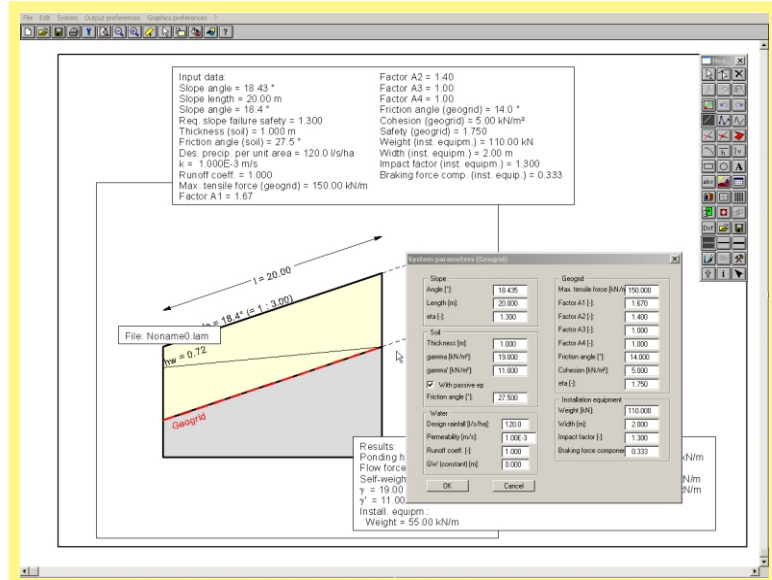 File Edit System Output preferences Graphics preferences ?
Input data:
Slope angle = 18.43 °
Slope length = 20.00 m
Slope angle = 18.4 °
Req. slope failure safety = 1.300
Thickness (soil) = 1.000 m
Friction angle (soil) = 27.5 °
Des. precip. per unit area = 120.0 l/s/ha
k = 1.000E-3 m/s
Runoff coeff. = 1.000
Max. tensile force (geogrid) = 150.00 kN/m
Factor A1 = 1.67
Factor A2 = 1.40
Factor A3 = 1.00
Factor A4 = 1.00
Friction angle (geogrid) = 14.0 °
Cohesion (geogrid) = 5.00 kN/m²
Safety (geogrid) = 1.750
Weight (inst. equipm.) = 110.00 kN
Width (inst. equipm.) = 2.00 m
Impact factor (inst. equipm.) = 1.300
Braking force comp. (inst. equip.) = 0.333
l = 20.00
= 18.4° (= 1 : 3.00)
File: Noname0.lam
hw = 0.72
Geogrid
System parameters (Geogrid)
Slope
Angle [°]: 18.435
Length [m]: 20.000
eta [-]: 1.300
Soil
Thickness [m]: 1.000
gamma [kN/m³]: 19.000
gamma' [kN/m³]: 11.000
With passive ep
Friction angle [°]: 27.500
Water
Design rainfall [l/s/ha]: 120.0
Permeability [m/s]: 1.00E-3
Runoff coeff. [-]: 1.000
GW (constant) [m]: 0.000
OK Cancel
Geogrid
Max. tensile force [kN/m 150.000
Factor A1 [-]: 1.670
Factor A2 [-]: 1.400
Factor A3 [-]: 1.000
Factor A4 [-]: 1.000
Friction angle [°]: 14.000
Cohesion [kN/m²]: 5.000
eta [-]: 1.750
Installation equipment
Weight [kN]: 110.000
Width [m]: 2.000
Impact factor [-]: 1.300
Braking force componen 0.333
Results:
Ponding h
Flow force
Self-weigh
γ = 19.00
γ' = 11.00
Install. equipm.:
Weight = 55.00 kN/m
kN/m
N/m